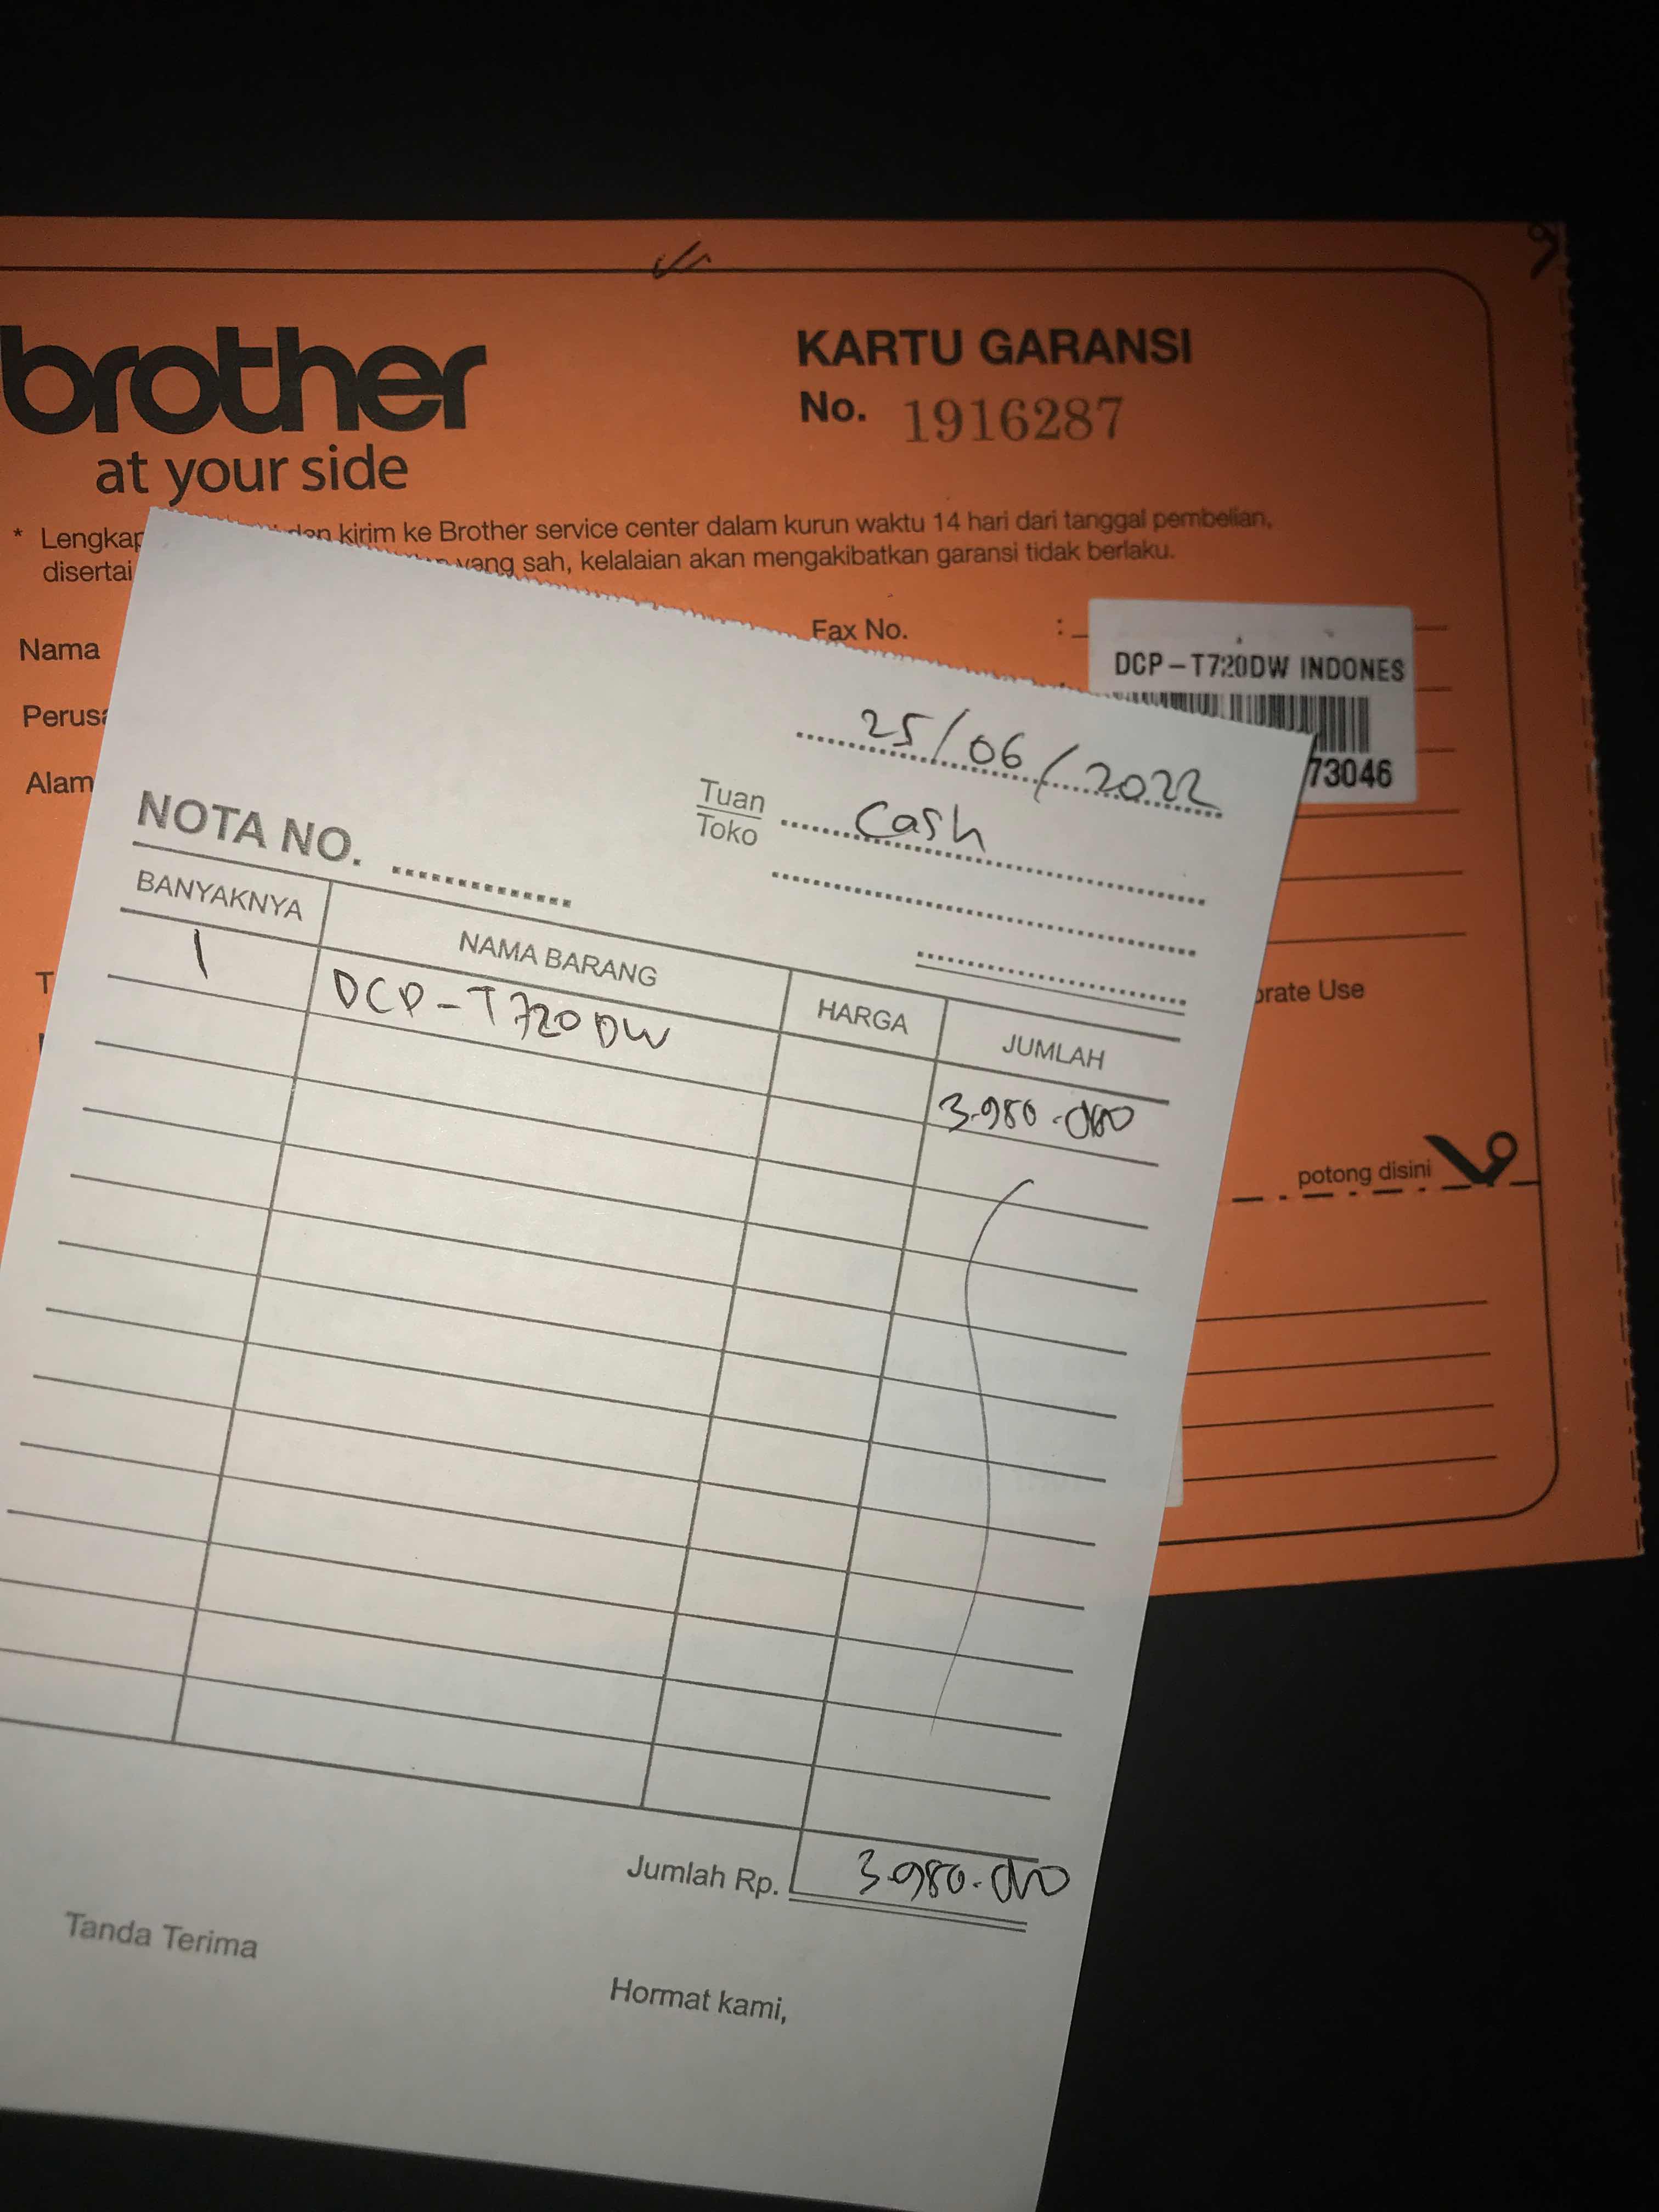 brother
at your side
KARTU GARANSI
No. 1916287
* Lengkap kirim ke Brother service center dalam kurun waktu 14 hari dari tanggal pembelian,
disertai yang sah, kelalaian akan mengakibatkan garansi tidak berlaku.
Nama
Fax No. :
DCP-T720DW INDONES
73046
25/06/2022
Tuan
Toko
Cash
NOTA NO.
BANYAKNYA NAMA BARANG HARGA JUMLAH
1 DCP-T720DW 3.980.000
orate Use
potong disini
Jumlah Rp. 3.980.000
Tanda Terima
Hormat kami,